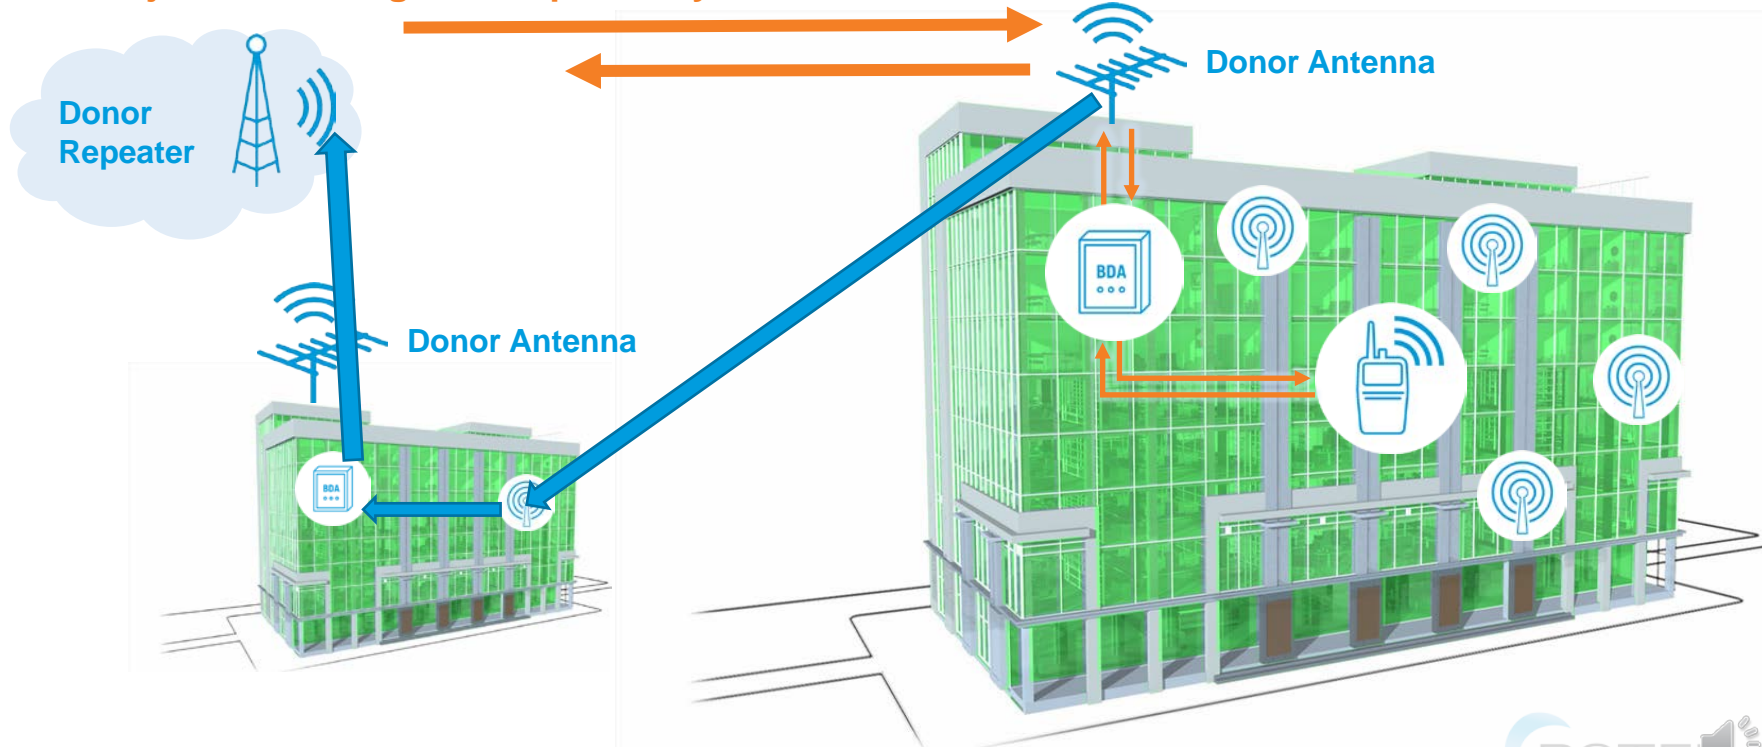 Donor Antenna
Donor
Repeater
BDA
Donor Antenna
BDA